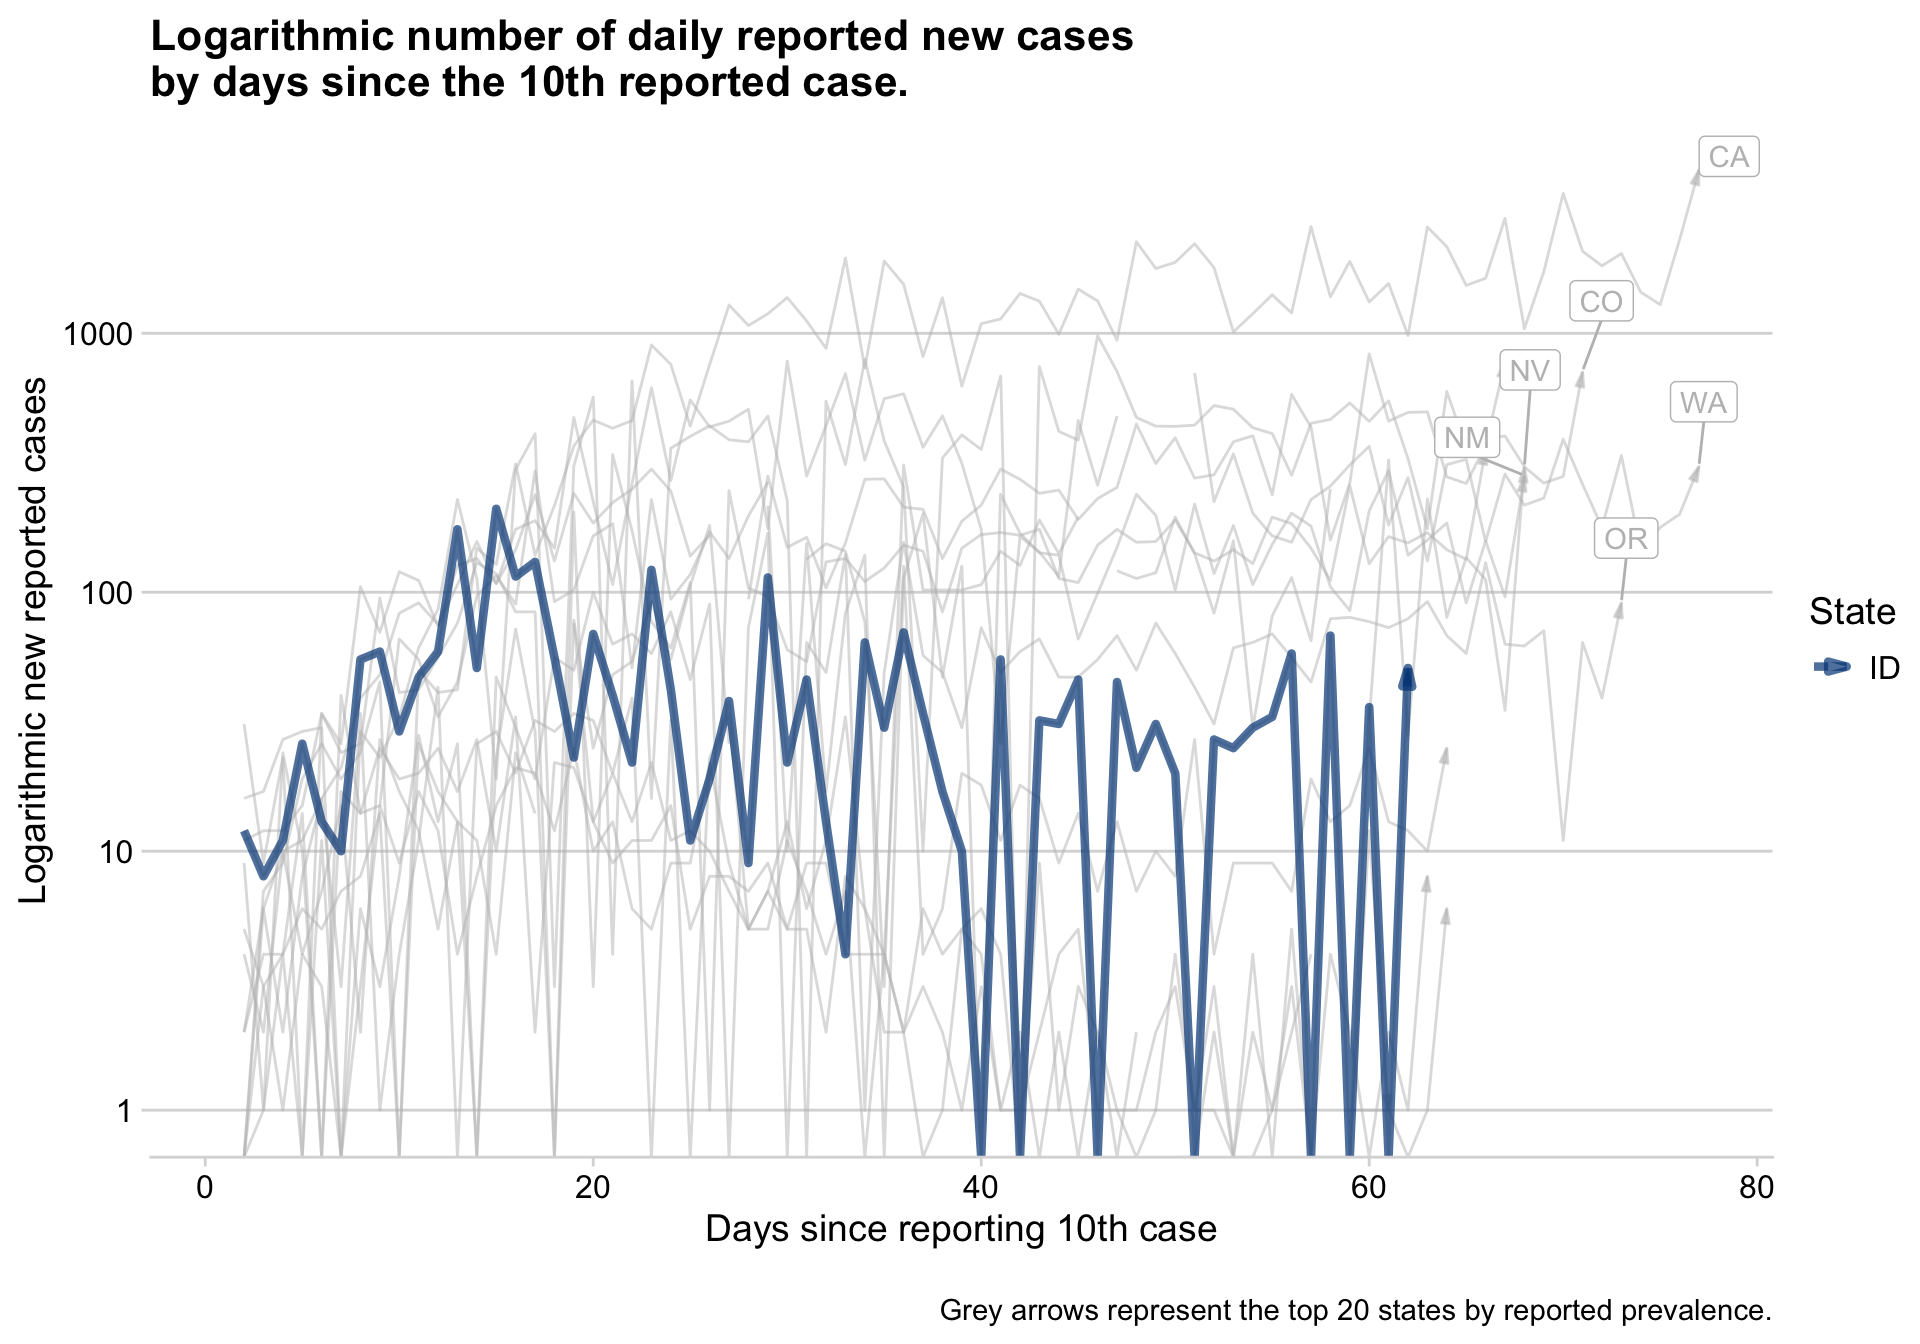 Logarithmic number of daily reported new cases
by days since the 10th reported case.
CA
CO
1000
NV
WA
NM
OR
100
State
ID
10
1
Logarithmic new reported cases
0 20 40 60 80
Days since reporting 10th case
Grey arrows represent the top 20 states by reported prevalence.